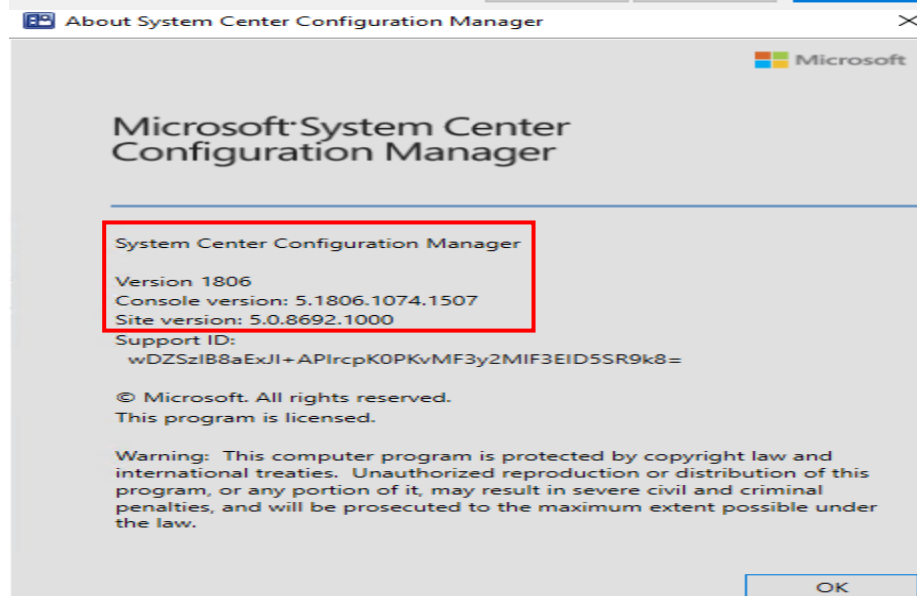 About System Center Configuration Manager
Microsoft
Microsoft System Center
Configuration Manager
System Center Configuration Manager
Version 1806
Console version: 5.1806.1074.1507
Site version: 5.0.8692.1000
Support ID:
wDZSzIB8aExJI+APIrcpK0PKvMF3y2MIF3EID5SR9k8=
© Microsoft. All rights reserved.
This program is licensed.
Warning: This computer program is protected by copyright law and
international treaties. Unauthorized reproduction or distribution of this
program, or any portion of it, may result in severe civil and criminal
penalties, and will be prosecuted to the maximum extent possible under
the law.
OK